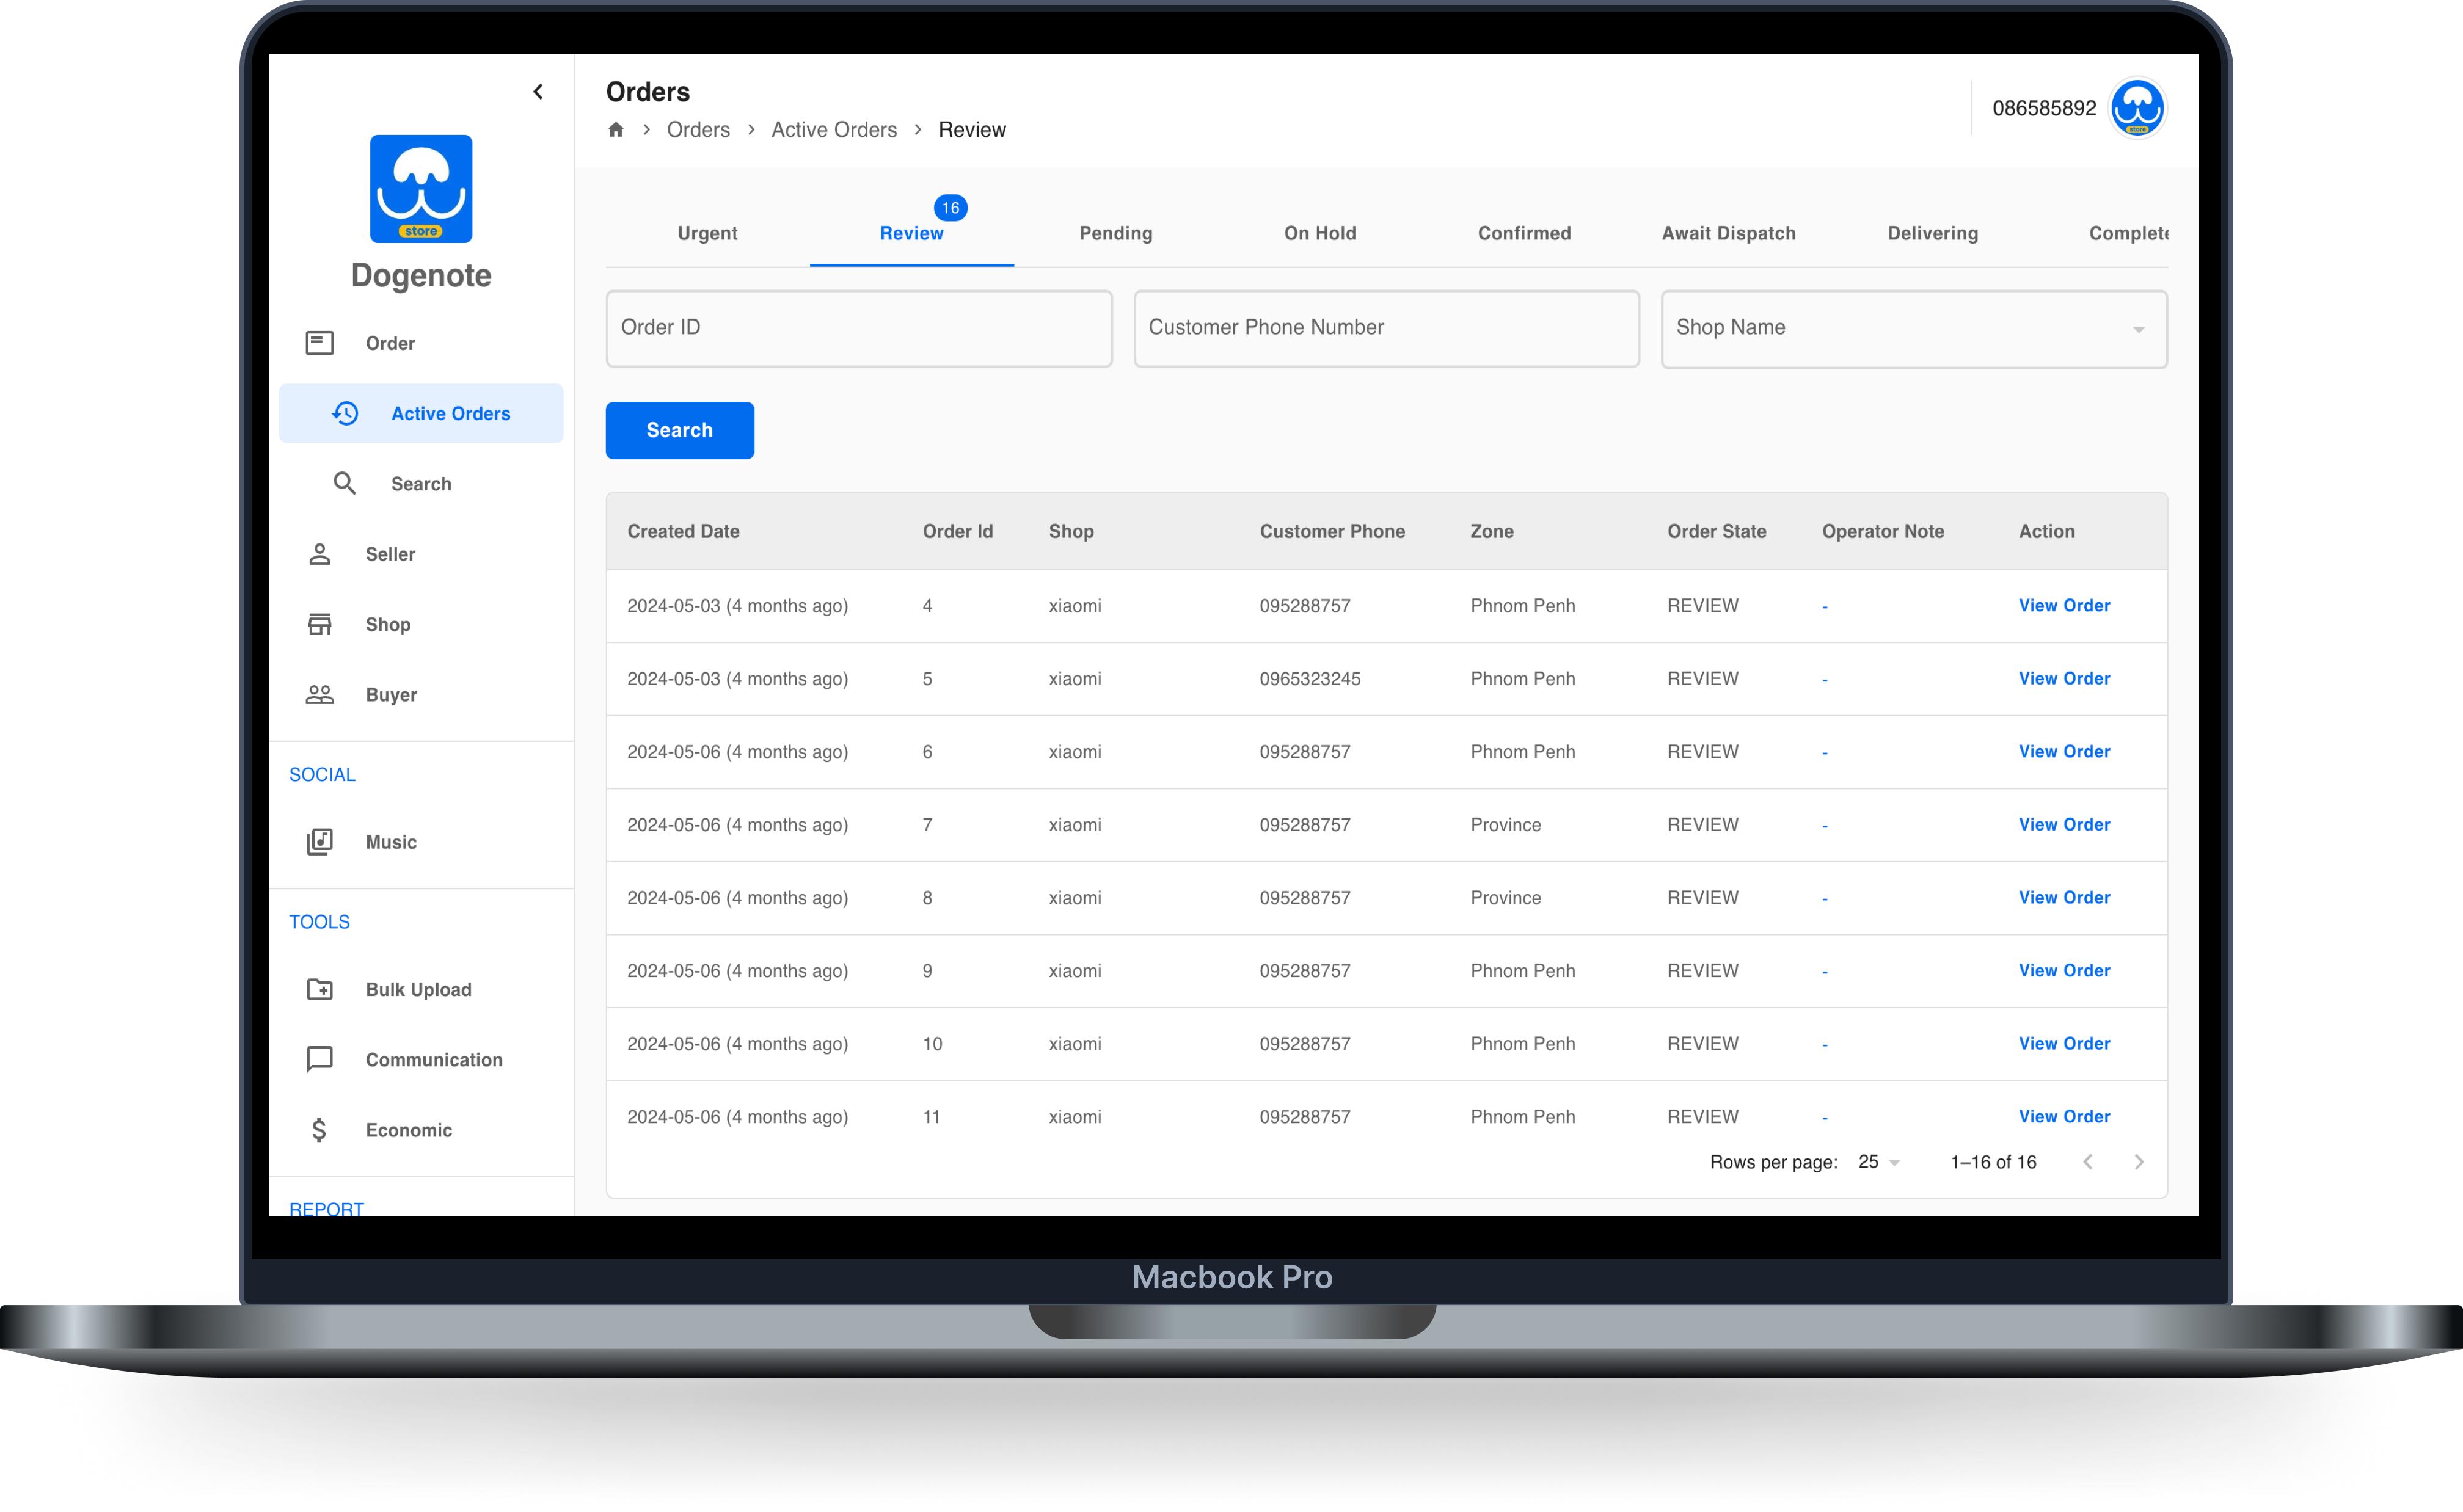 Orders
Orders > Active Orders > Review
086585892
store
store
Dogenote
Order
Active Orders
Search
Seller
Shop
Buyer
SOCIAL
Music
TOOLS
Bulk Upload
Communication
Economic
REPORT
16
Urgent Review Pending On Hold Confirmed Await Dispatch Delivering Complete
Order ID Customer Phone Number Shop Name
Search
Created Date Order Id Shop Customer Phone Zone Order State Operator Note Action
2024-05-03 (4 months ago) 4 xiaomi 095288757 Phnom Penh REVIEW - View Order
2024-05-03 (4 months ago) 5 xiaomi 0965323245 Phnom Penh REVIEW - View Order
2024-05-06 (4 months ago) 6 xiaomi 095288757 Phnom Penh REVIEW - View Order
2024-05-06 (4 months ago) 7 xiaomi 095288757 Province REVIEW - View Order
2024-05-06 (4 months ago) 8 xiaomi 095288757 Province REVIEW - View Order
2024-05-06 (4 months ago) 9 xiaomi 095288757 Phnom Penh REVIEW - View Order
2024-05-06 (4 months ago) 10 xiaomi 095288757 Phnom Penh REVIEW - View Order
2024-05-06 (4 months ago) 11 xiaomi 095288757 Phnom Penh REVIEW - View Order
Rows per page: 25 1–16 of 16
Macbook Pro